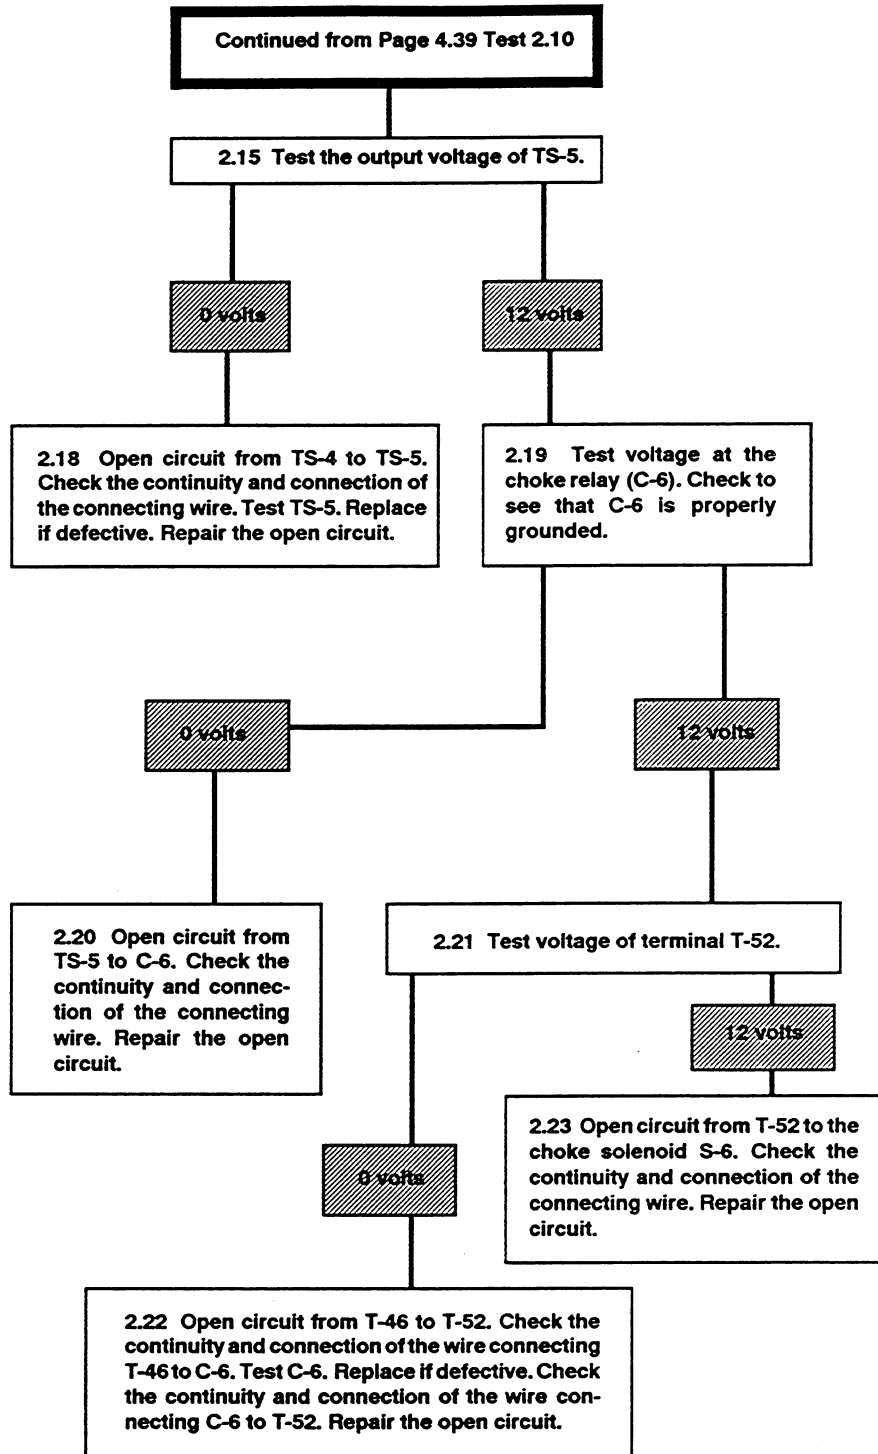 Continued from Page 4.39 Test 2.10
2.15 Test the output voltage of TS-5.
0 volts
12 volts
2.18 Open circuit from TS-4 to TS-5.
Check the continuity and connection of
the connecting wire. Test TS-5. Replace
if defective. Repair the open circuit.
2.19 Test voltage at the
choke relay (C-6). Check to
see that C-6 is properly
grounded.
0 volts
12 volts
2.20 Open circuit from
TS-5 to C-6. Check the
continuity and connec-
tion of the connecting
wire. Repair the open
circuit.
2.21 Test voltage of terminal T-52.
12 volts
2.23 Open circuit from T-52 to the
choke solenoid S-6. Check the
continuity and connection of the
connecting wire. Repair the open
circuit.
0 volts
2.22 Open circuit from T-46 to T-52. Check the
continuity and connection of the wire connecting
T-46 to C-6. Test C-6. Replace if defective. Check
the continuity and connection of the wire con-
necting C-6 to T-52. Repair the open circuit.